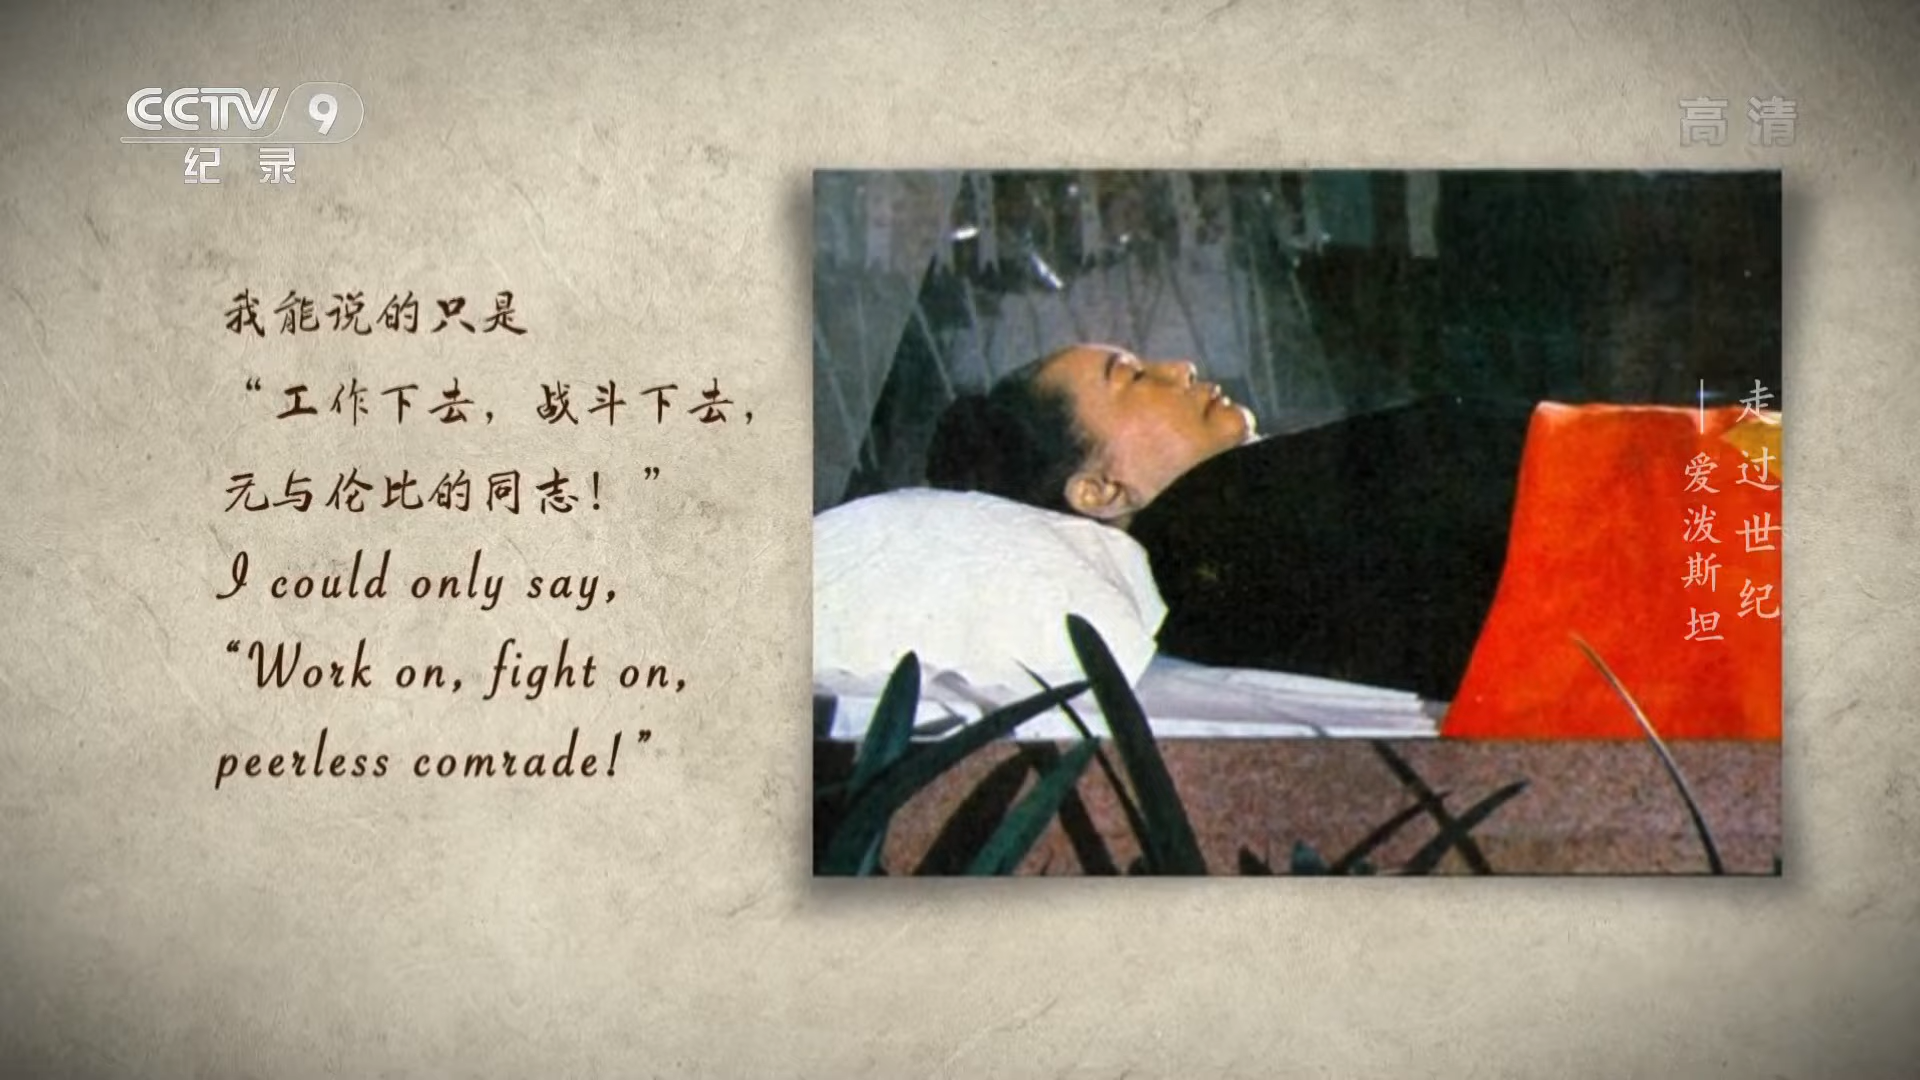 CCTV 9
纪录
高清
我能说的只是
“工作下去，战斗下去，
无与伦比的同志！”
I could only say,
“Work on, fight on,
peerless comrade!”
走过世纪
—爱泼斯坦